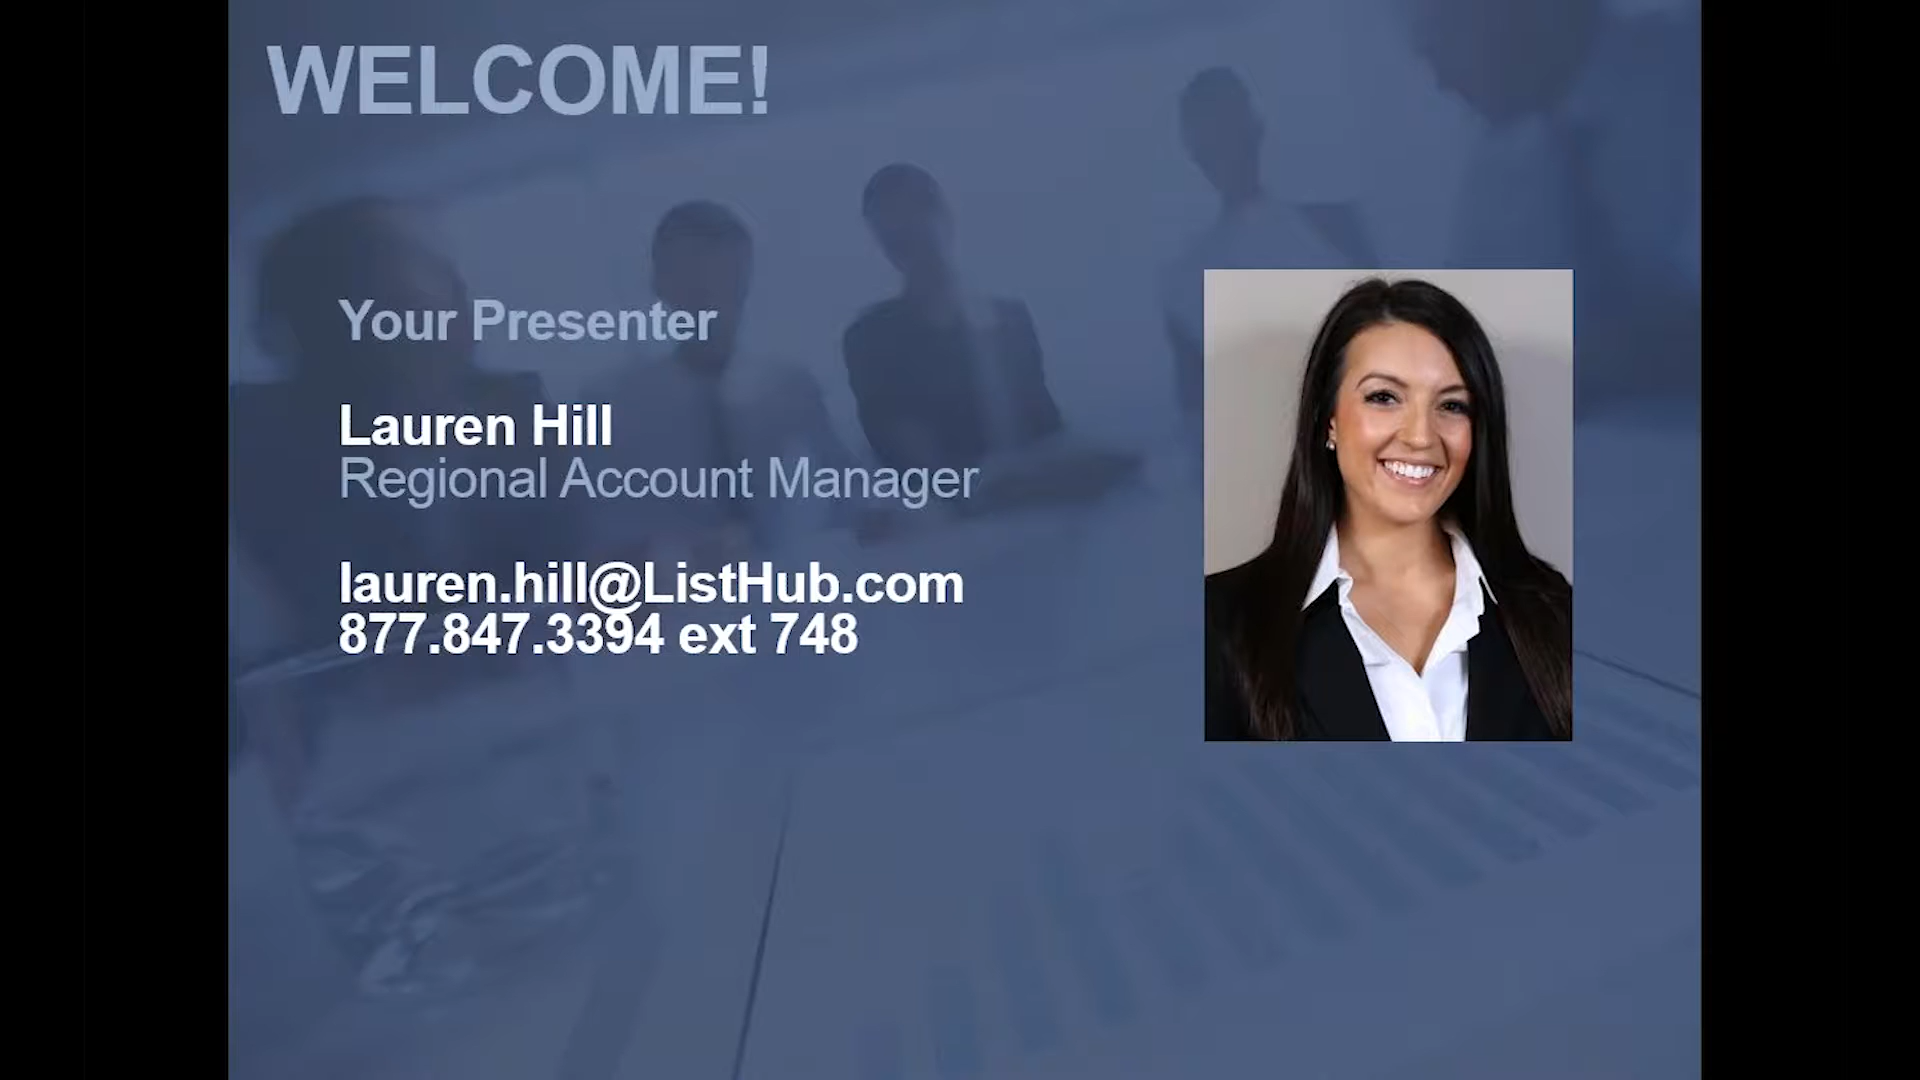 WELCOME!
Your Presenter
Lauren Hill
Regional Account Manager
lauren.hill@ListHub.com
877.847.3394 ext 748